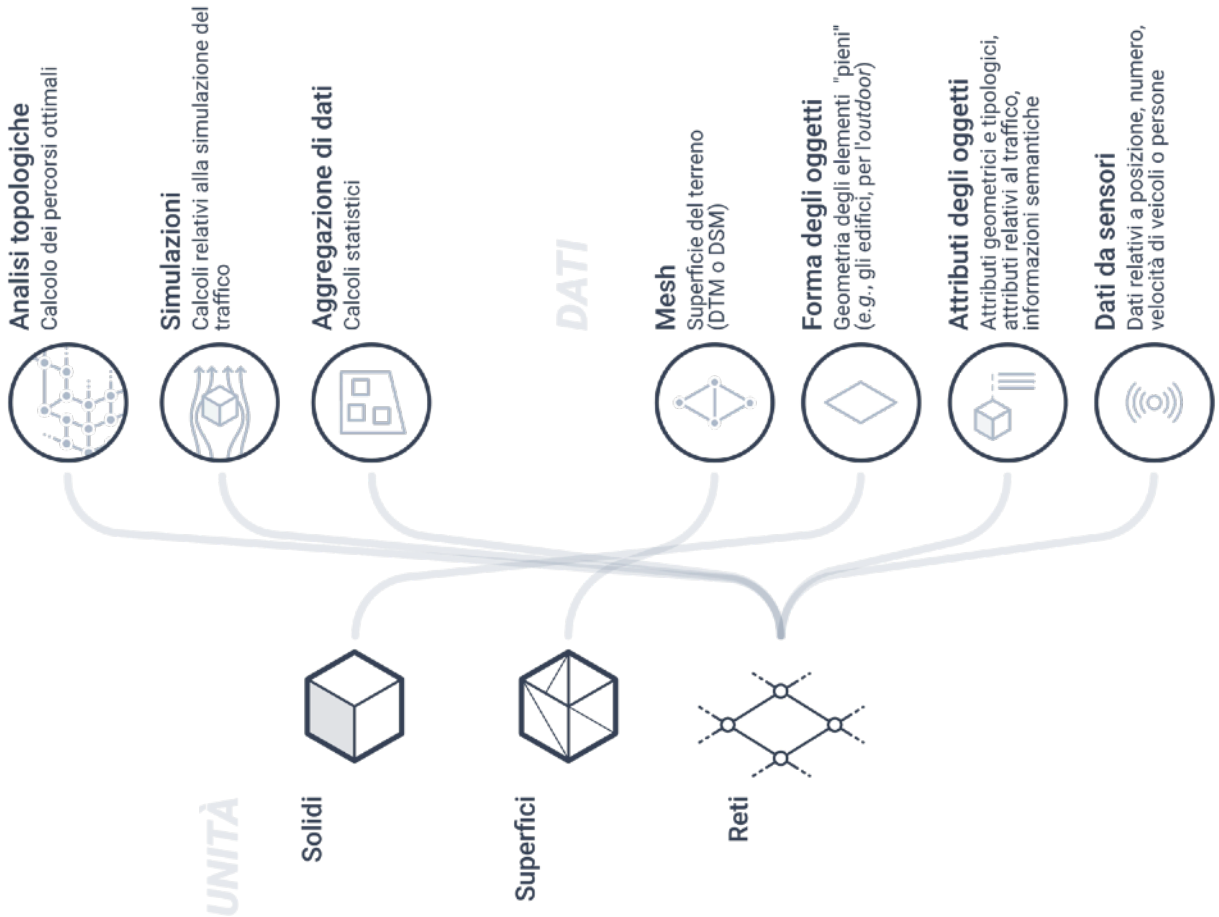 UNITÀ
Solidi
Superfici
Reti
Analisi topologiche
Calcolo dei percorsi ottimali
Simulazioni
Calcoli relativi alla simulazione del
traffico
Aggregazione di dati
Calcoli statistici
DATI
Mesh
Superficie del terreno
(DTM o DSM)
Forma degli oggetti
Geometria degli elementi "pieni"
(e.g., gli edifici, per l'outdoor)
Attributi degli oggetti
Attributi geometrici e tipologici,
attributi relativi al traffico,
informazioni semantiche
Dati da sensori
Dati relativi a posizione, numero,
velocità di veicoli o persone